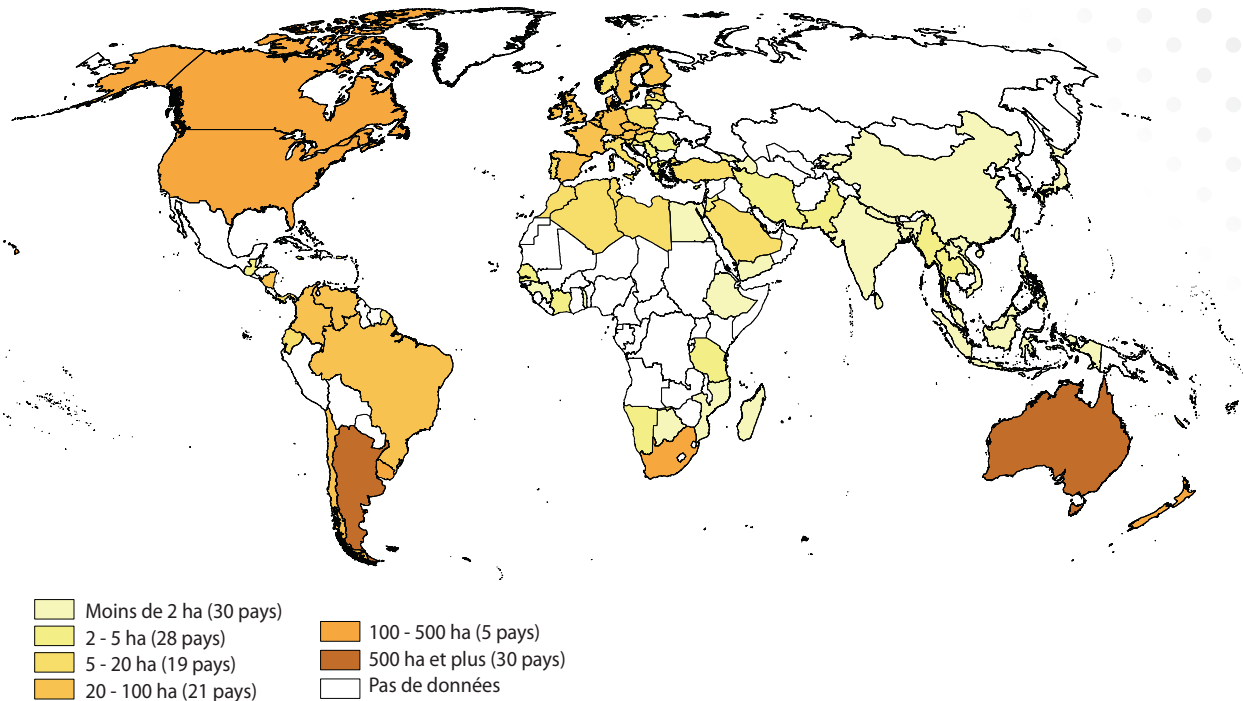 Moins de 2 ha (30 pays)
2 - 5 ha (28 pays)
5 - 20 ha (19 pays)
20 - 100 ha (21 pays)
100 - 500 ha (5 pays)
500 ha et plus (30 pays)
Pas de données